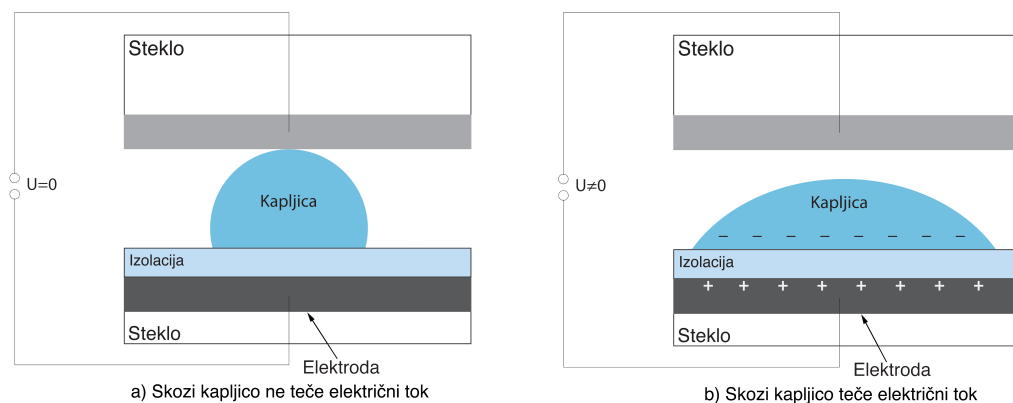 Steklo
U=0
Kapljica
Izolacija
Steklo
Elektroda
a) Skozi kapljico ne teče električni tok
Steklo
U≠0
Kapljica
– – – – – – – –
Izolacija
+ + + + + + + +
Steklo
Elektroda
b) Skozi kapljico teče električni tok